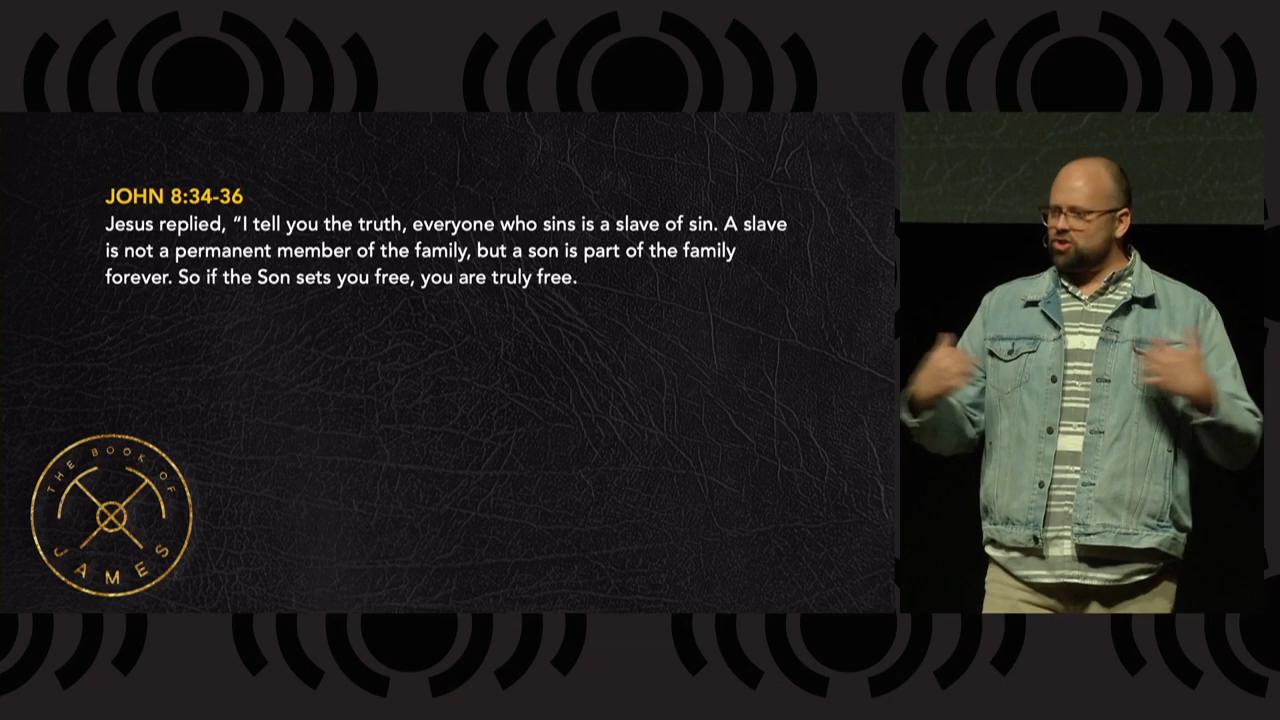 JOHN 8:34-36
Jesus replied, “I tell you the truth, everyone who sins is a slave of sin. A slave
is not a permanent member of the family, but a son is part of the family
forever. So if the Son sets you free, you are truly free.
THE BOOK OF
JAMES